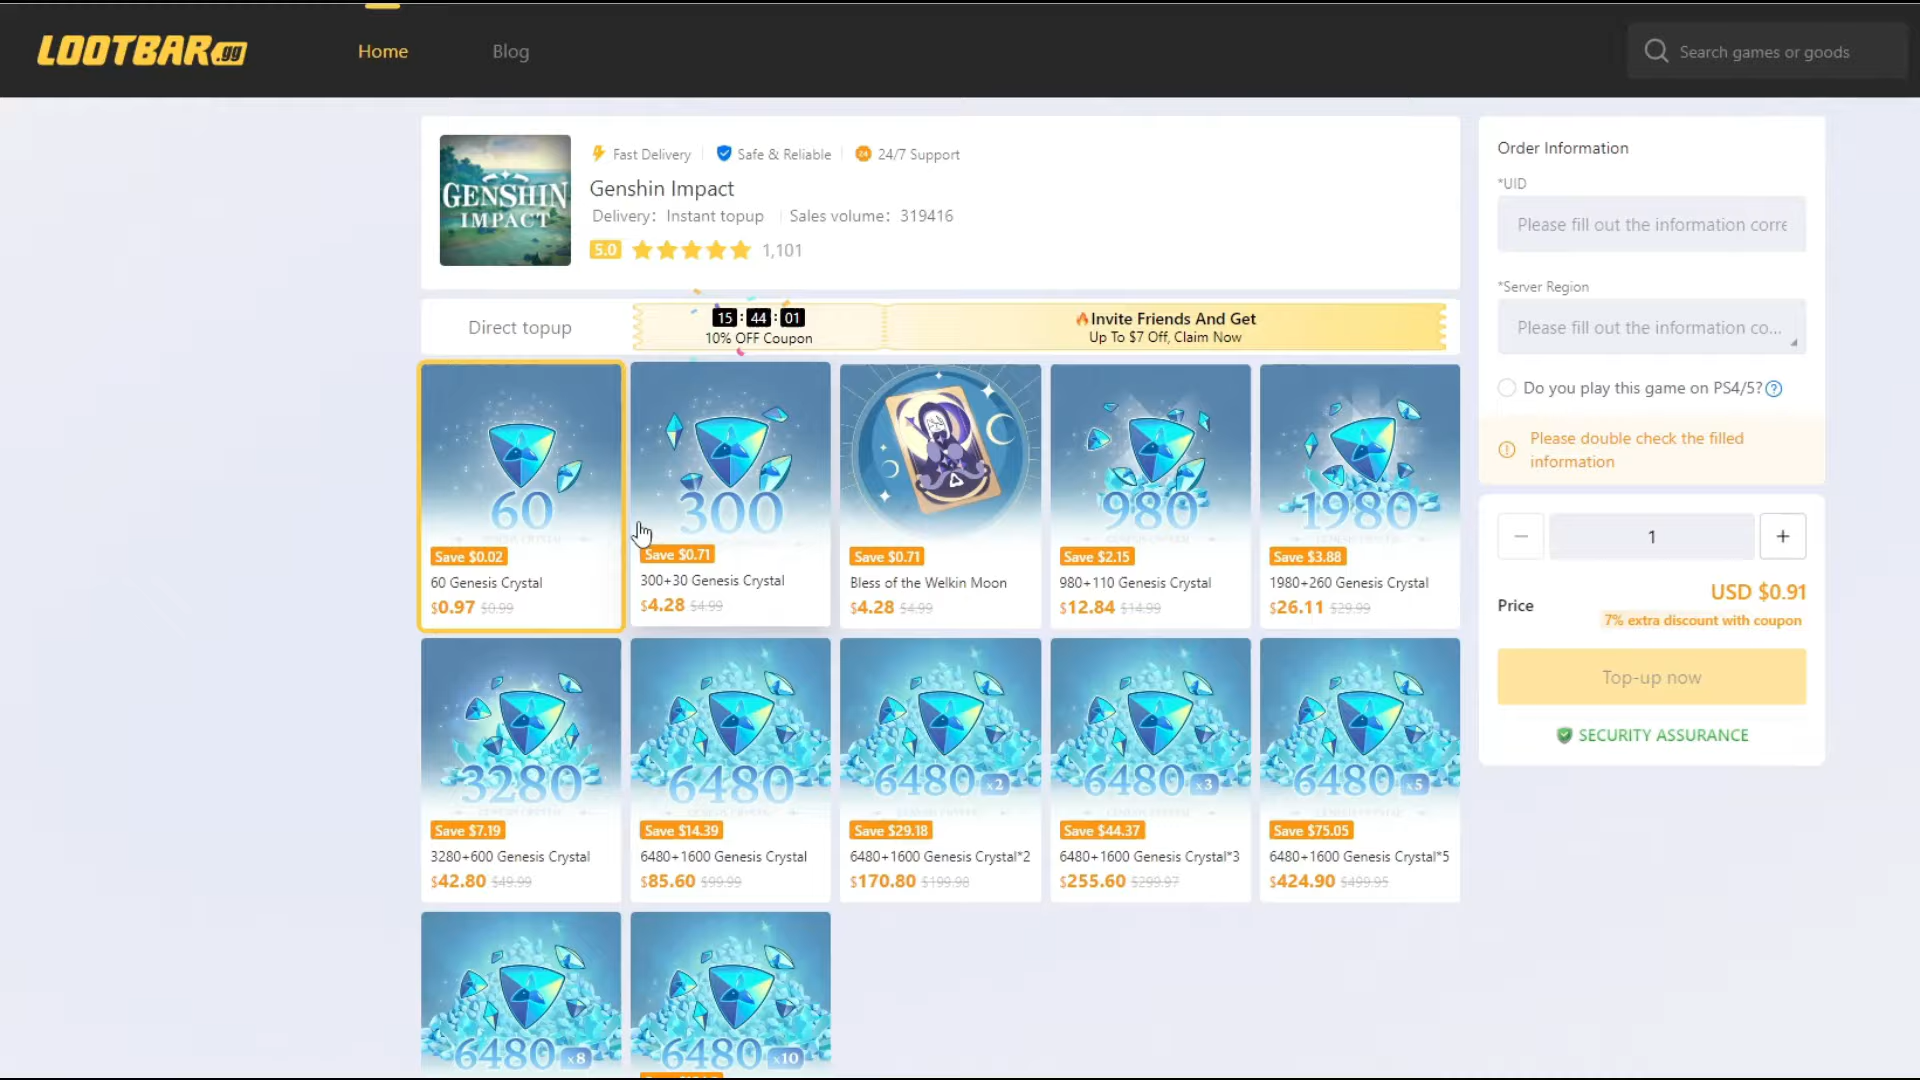 LOOTBAR.gg
Home
Blog
Search games or goods
GENSHIN
IMPACT
Fast Delivery
Safe & Reliable
24
24/7 Support
Genshin Impact
Delivery: Instant topup
Sales volume: 319416
5.0
1,101
Direct topup
15 : 44 : 01
10% OFF Coupon
Invite Friends And Get
Up To $7 Off, Claim Now
60
Save $0.02
60 Genesis Crystal
$0.97 $0.99
300
Save $0.71
300+30 Genesis Crystal
$4.28 $4.99
Save $0.71
Bless of the Welkin Moon
$4.28 $4.99
980
Save $2.15
980+110 Genesis Crystal
$12.84 $14.99
1980
Save $3.88
1980+260 Genesis Crystal
$26.11 $29.99
3280
Save $7.19
3280+600 Genesis Crystal
$42.80 $49.99
6480
Save $14.39
6480+1600 Genesis Crystal
$85.60 $99.99
6480 x2
Save $29.18
6480+1600 Genesis Crystal*2
$170.80 $199.98
6480 x3
Save $44.37
6480+1600 Genesis Crystal*3
$255.60 $299.97
6480 x5
Save $75.05
6480+1600 Genesis Crystal*5
$424.90 $499.95
6480 x8
6480 x10
Order Information
*UID
Please fill out the information corre
*Server Region
Please fill out the information co...
Do you play this game on PS4/5?
Please double check the filled
information
1
Price
USD $0.91
7% extra discount with coupon
Top-up now
SECURITY ASSURANCE